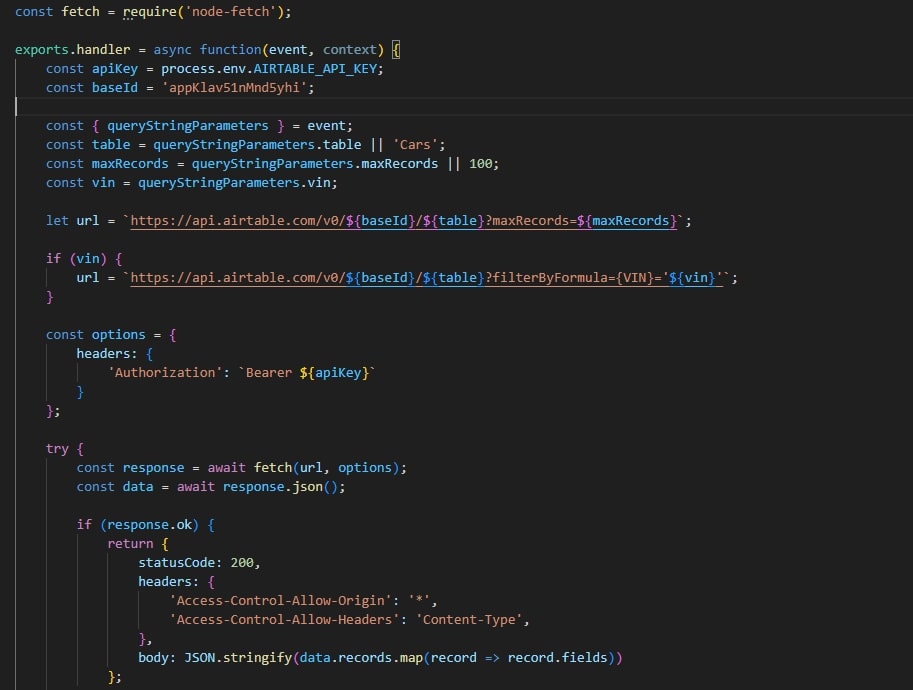 const fetch = require('node-fetch');
exports.handler = async function(event, context) {
const apiKey = process.env.AIRTABLE_API_KEY;
const baseId = 'appKlav51nMnd5yhi';
const { queryStringParameters } = event;
const table = queryStringParameters.table || 'Cars';
const maxRecords = queryStringParameters.maxRecords || 100;
const vin = queryStringParameters.vin;
let url = `https://api.airtable.com/v0/${baseId}/${table}?maxRecords=${maxRecords}`;
if (vin) {
url = `https://api.airtable.com/v0/${baseId}/${table}?filterByFormula={VIN}='${vin}'`;
}
const options = {
headers: {
'Authorization': `Bearer ${apiKey}`
}
};
try {
const response = await fetch(url, options);
const data = await response.json();
if (response.ok) {
return {
statusCode: 200,
headers: {
'Access-Control-Allow-Origin': '*',
'Access-Control-Allow-Headers': 'Content-Type',
},
body: JSON.stringify(data.records.map(record => record.fields))
};